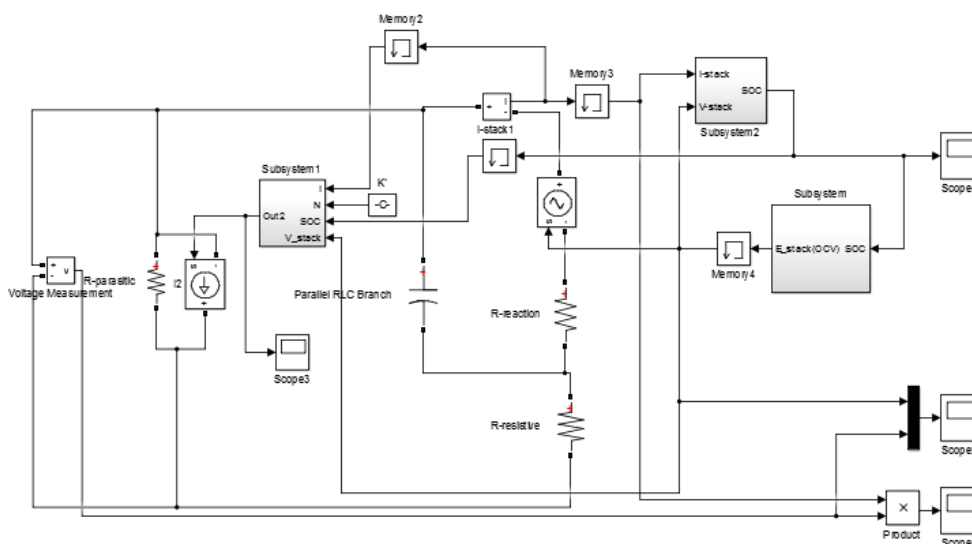 Memory2
Memory3
I-stack
V-stack
SOC
Subsystem2
+
I
-
I-stack1
Subsystem1
I
N
SOC
V_stack
Out2
K'
-C-
Subsystem
E_stack(OCV)
SOC
Memory4
Scope
+
-
v
Voltage Measurement
R-parasitic
I2
S
-
+
+
S
-
Parallel RLC Branch
R-reaction
Scope3
R-resistive
Scope
×
Product
Scope